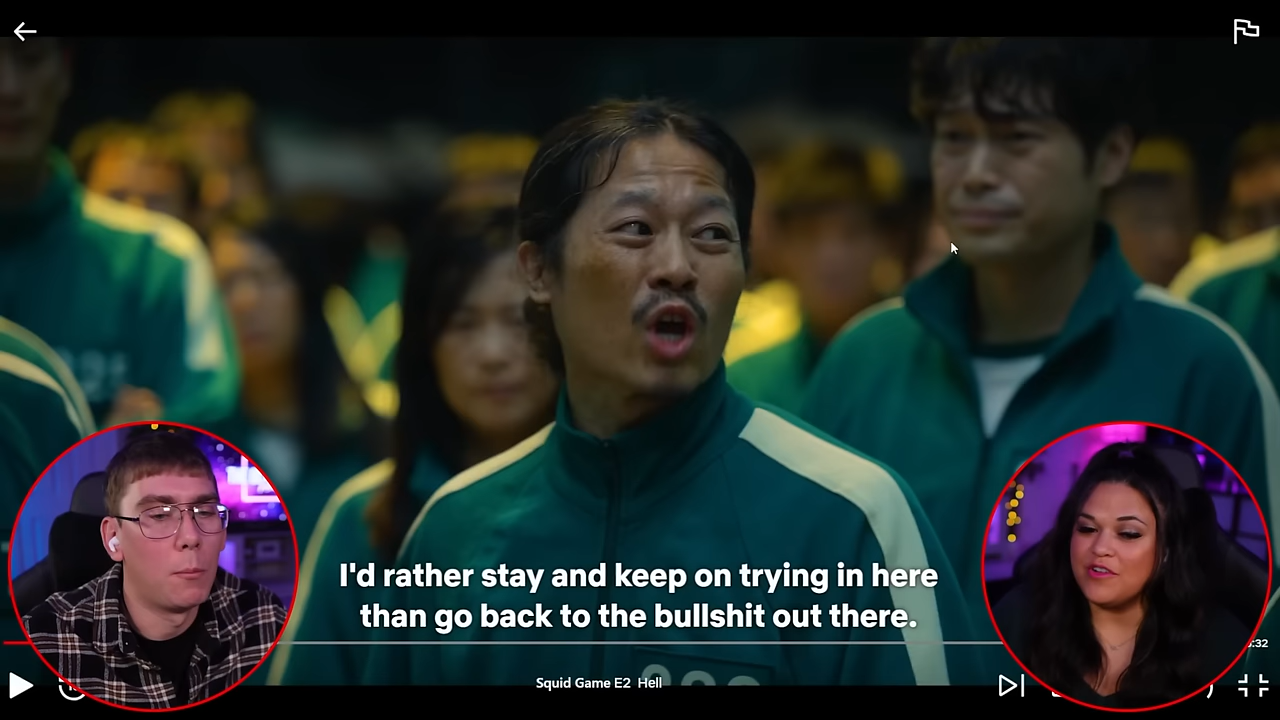 I'd rather stay and keep on trying in here
than go back to the bullshit out there.
:32
Squid Game E2 Hell